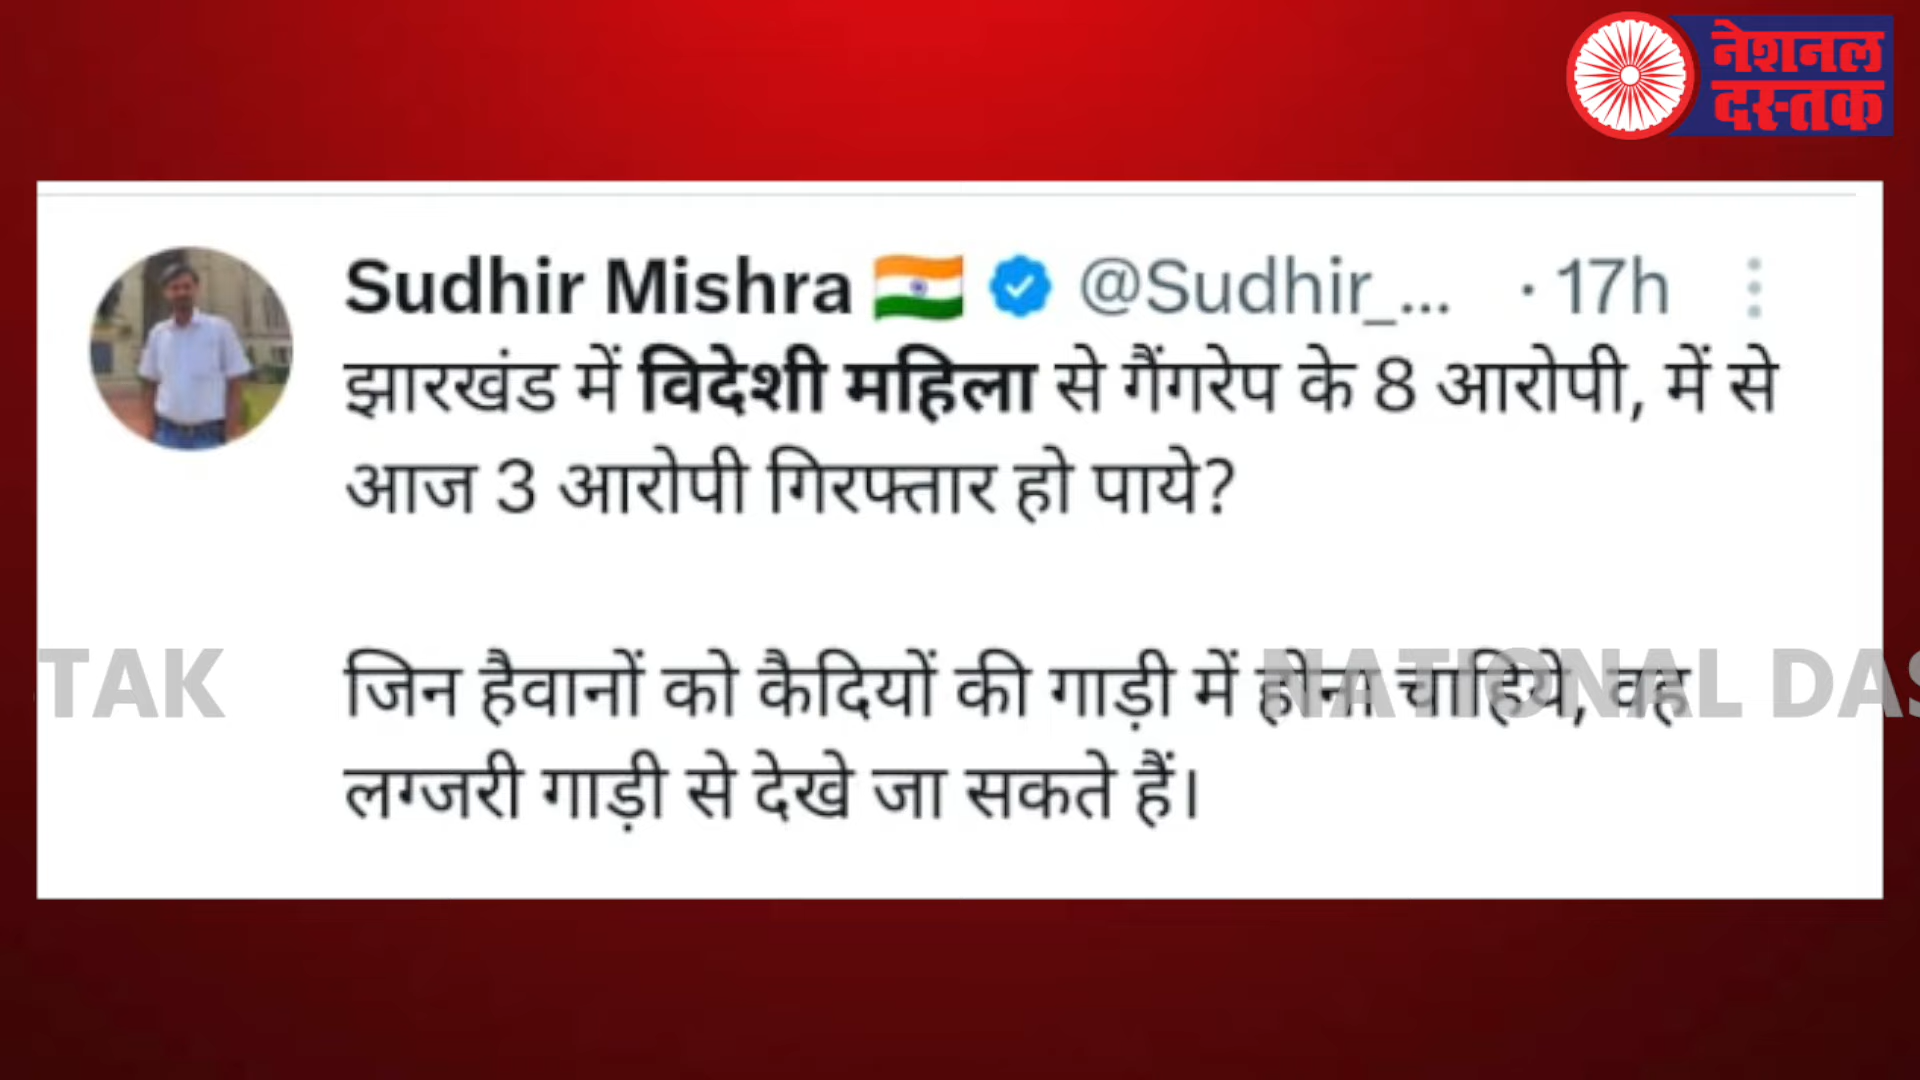 नेशनल
दस्तक
Sudhir Mishra @Sudhir_... · 17h
झारखंड में विदेशी महिला से गैंगरेप के 8 आरोपी, में से
आज 3 आरोपी गिरफ्तार हो पाये?
जिन हैवानों को कैदियों की गाड़ी में होना चाहिये, वह
लग्जरी गाड़ी से देखे जा सकते हैं।
TAK NATIONAL DAS